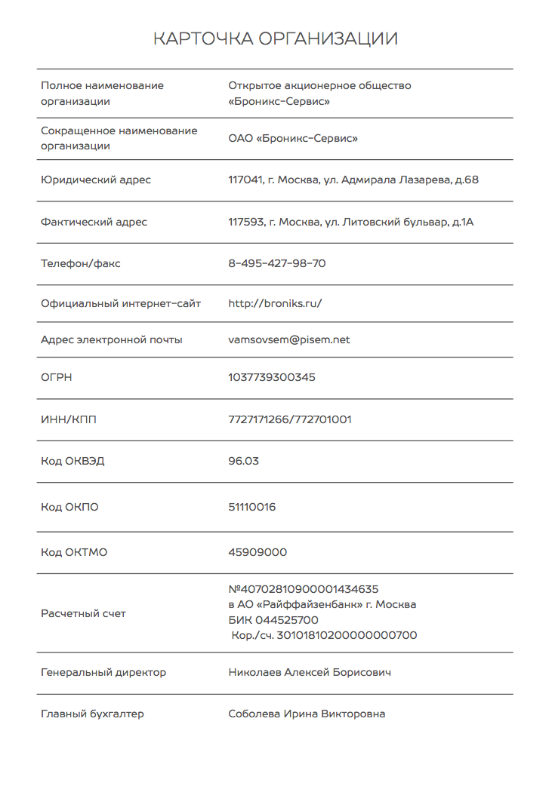 КАРТОЧКА ОРГАНИЗАЦИИ
Полное наименование
организации
Открытое акционерное общество
«Броникс-Сервис»
Сокращенное наименование
организации
ОАО «Броникс-Сервис»
Юридический адрес
117041, г. Москва, ул. Адмирала Лазарева, д.68
Фактический адрес
117593, г. Москва, ул. Литовский бульвар, д.1А
Телефон/факс
8-495-427-98-70
Официальный интернет-сайт
http://broniks.ru/
Адрес электронной почты
vamsovsem@pisem.net
ОГРН
1037739300345
ИНН/КПП
7727171266/772701001
Код ОКВЭД
96.03
Код ОКПО
51110016
Код ОКТМО
45909000
Расчетный счет
№40702810900001434635
в АО «Райффайзенбанк» г. Москва
БИК 044525700
Кор./сч. 30101810200000000700
Генеральный директор
Николаев Алексей Борисович
Главный бухгалтер
Соболева Ирина Викторовна